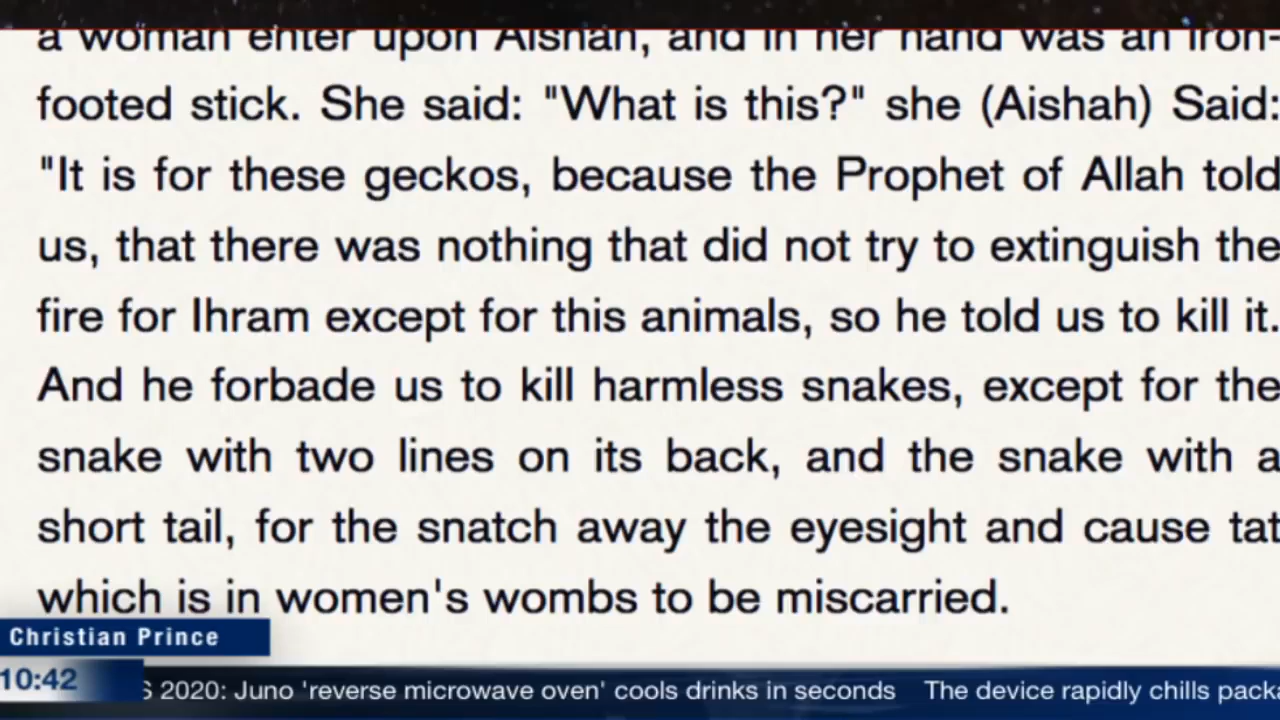 a woman enter upon Aishah, and in her hand was an iron-
footed stick. She said: "What is this?" she (Aishah) Said:
"It is for these geckos, because the Prophet of Allah told
us, that there was nothing that did not try to extinguish the
fire for Ihram except for this animals, so he told us to kill it.
And he forbade us to kill harmless snakes, except for the
snake with two lines on its back, and the snake with a
short tail, for the snatch away the eyesight and cause tat
which is in women's wombs to be miscarried.
Christian Prince
10:42
S 2020: Juno 'reverse microwave oven' cools drinks in seconds The device rapidly chills packa